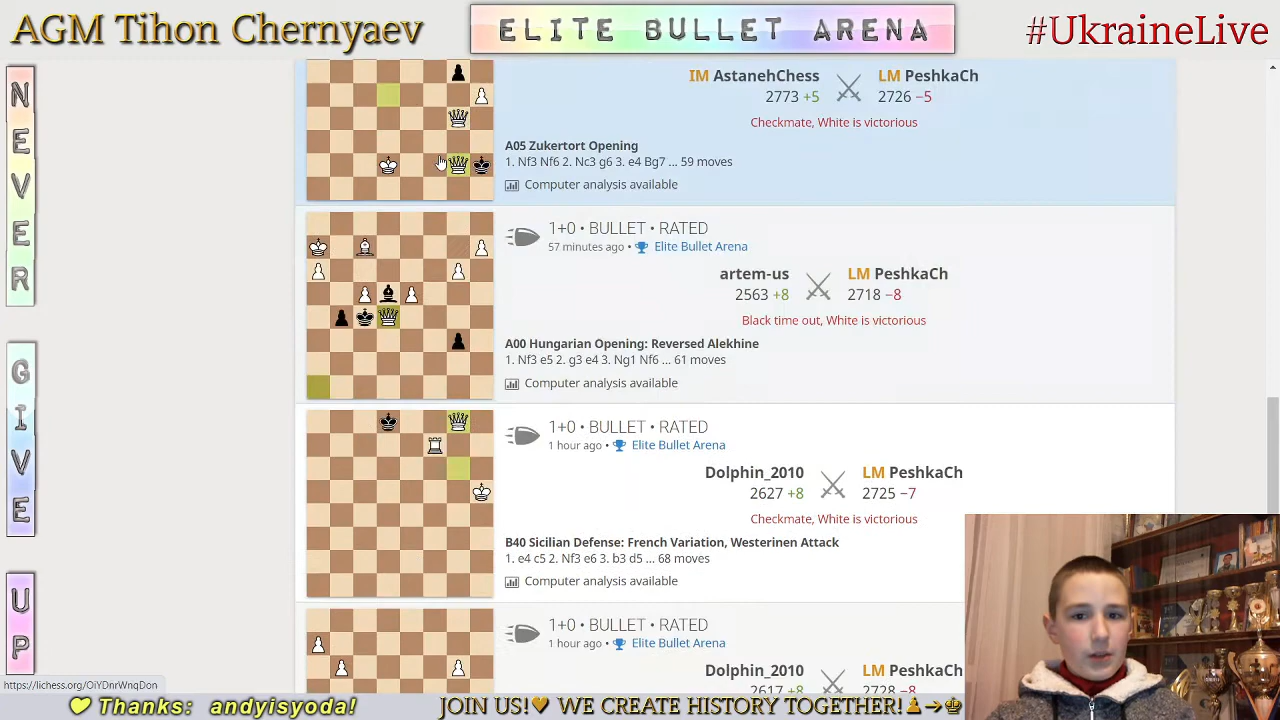 AGM Tihon Chernyaev
ELITE BULLET ARENA
#UkraineLive
NEVER
GIVE
UP
IM AstanehChess LM PeshkaCh
2773 +5 2726 −5
Checkmate, White is victorious
A05 Zukertort Opening
1. Nf3 Nf6 2. Nc3 g6 3. e4 Bg7 ... 59 moves
Computer analysis available
1+0 • BULLET • RATED
57 minutes ago • Elite Bullet Arena
artem-us LM PeshkaCh
2563 +8 2718 −8
Black time out, White is victorious
A00 Hungarian Opening: Reversed Alekhine
1. Nf3 e5 2. g3 e4 3. Ng1 Nf6 ... 61 moves
Computer analysis available
1+0 • BULLET • RATED
1 hour ago • Elite Bullet Arena
Dolphin_2010 LM PeshkaCh
2627 +8 2725 −7
Checkmate, White is victorious
B40 Sicilian Defense: French Variation, Westerinen Attack
1. e4 c5 2. Nf3 e6 3. b3 d5 ... 68 moves
Computer analysis available
1+0 • BULLET • RATED
1 hour ago • Elite Bullet Arena
Dolphin_2010 LM PeshkaCh
2617 +8 2728 −8
https://lichess.org/OiYDnrWnqDon
Thanks: andyisyoda!
JOIN US! WE CREATE HISTORY TOGETHER!